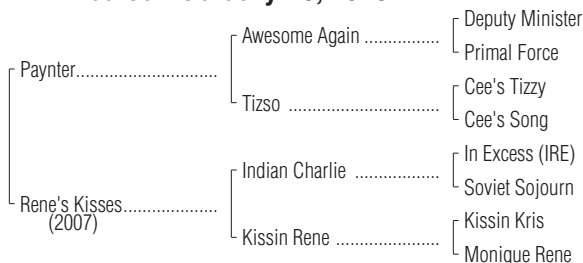 Deputy Minister
Awesome Again
Primal Force
Paynter
Cee's Tizzy
Tizso
Cee's Song
In Excess (IRE)
Indian Charlie
Soviet Sojourn
Rene's Kisses
(2007)
Kissin Kris
Kissin Rene
Monique Rene